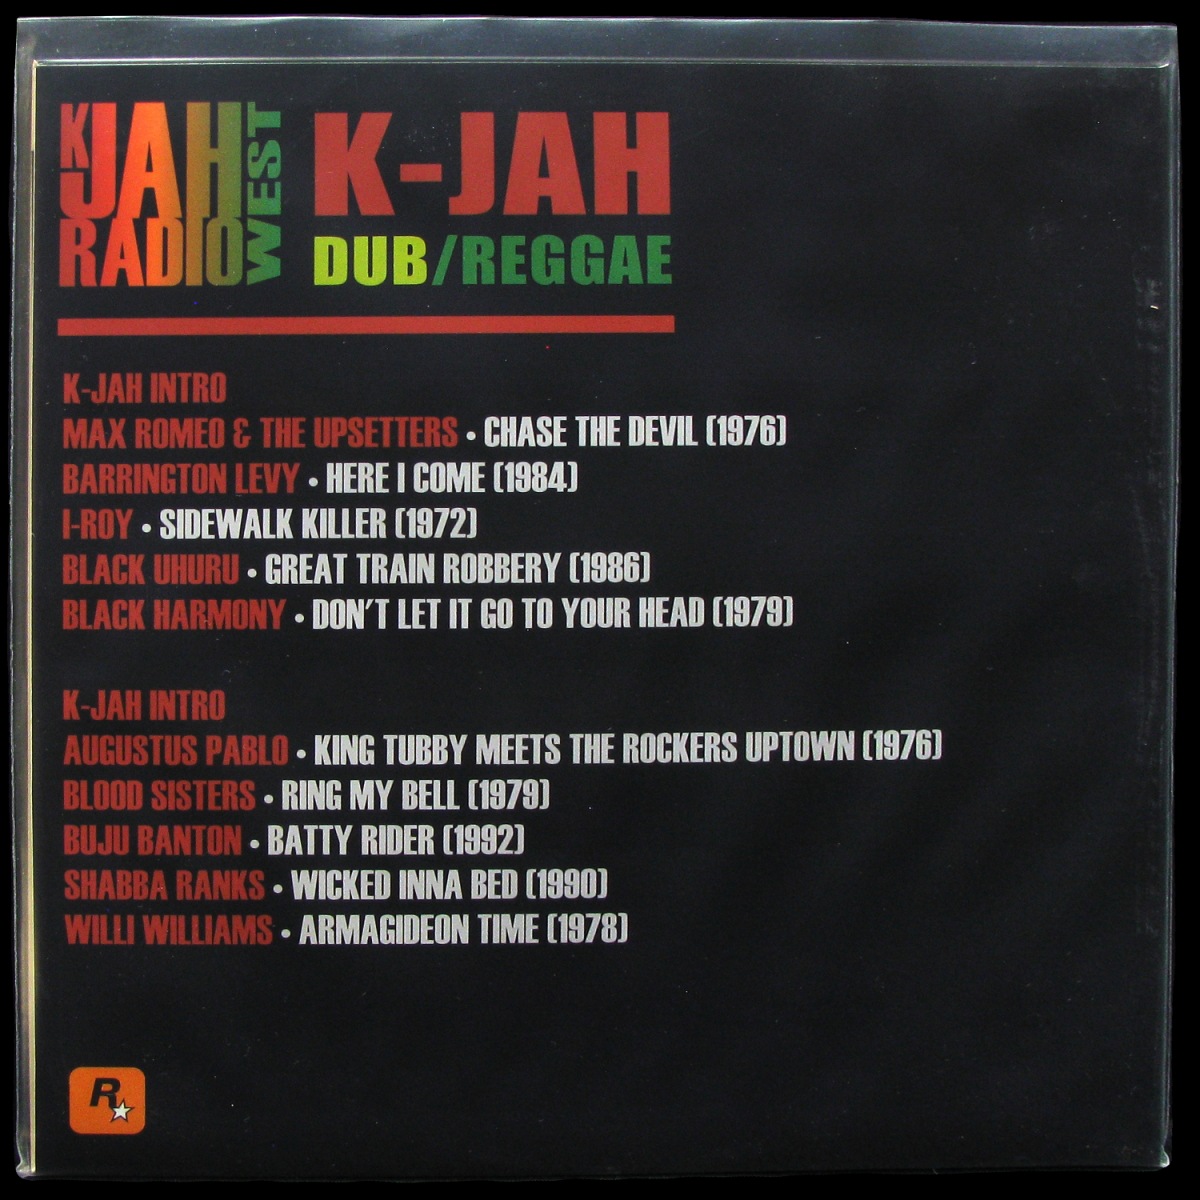 K-JAH RADIO WEST
K-JAH
DUB/REGGAE
K-JAH INTRO
MAX ROMEO & THE UPSETTERS • CHASE THE DEVIL (1976)
BARRINGTON LEVY • HERE I COME (1984)
I-ROY • SIDEWALK KILLER (1972)
BLACK UHURU • GREAT TRAIN ROBBERY (1986)
BLACK HARMONY • DON'T LET IT GO TO YOUR HEAD (1979)
K-JAH INTRO
AUGUSTUS PABLO • KING TUBBY MEETS THE ROCKERS UPTOWN (1976)
BLOOD SISTERS • RING MY BELL (1979)
BUJU BANTON • BATTY RIDER (1992)
SHABBA RANKS • WICKED INNA BED (1990)
WILLI WILLIAMS • ARMAGIDEON TIME (1978)
R